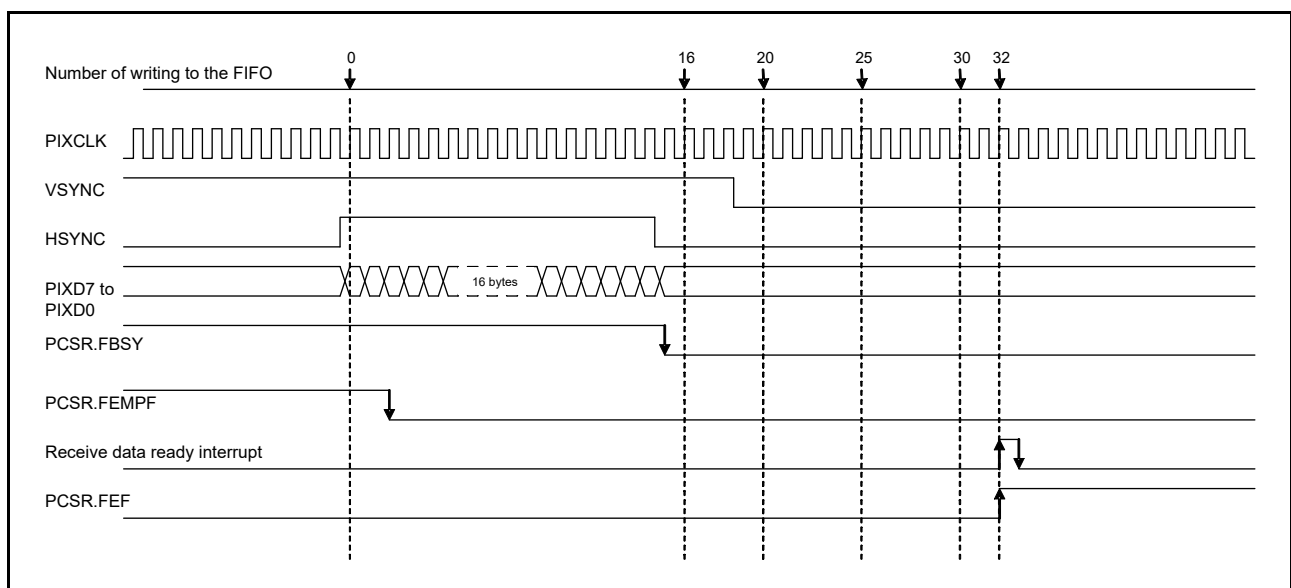 Number of writing to the FIFO
0 16 20 25 30 32
PIXCLK
VSYNC
HSYNC
PIXD7 to
PIXD0
16 bytes
PCSR.FBSY
PCSR.FEMPF
Receive data ready interrupt
PCSR.FEF